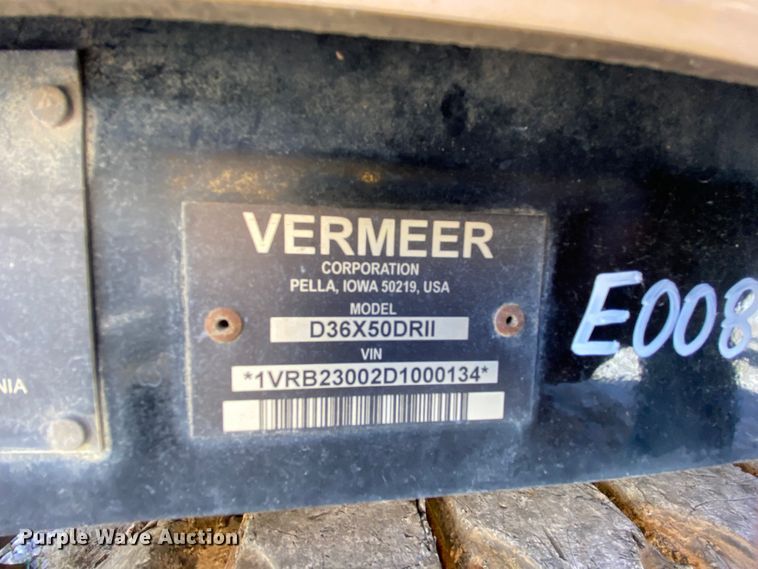 VERMEER
CORPORATION
PELLA, IOWA 50219, USA
MODEL
D36X50DRII
VIN
*1VRB23002D1000134*
E008
NIA
Purple Wave Auction